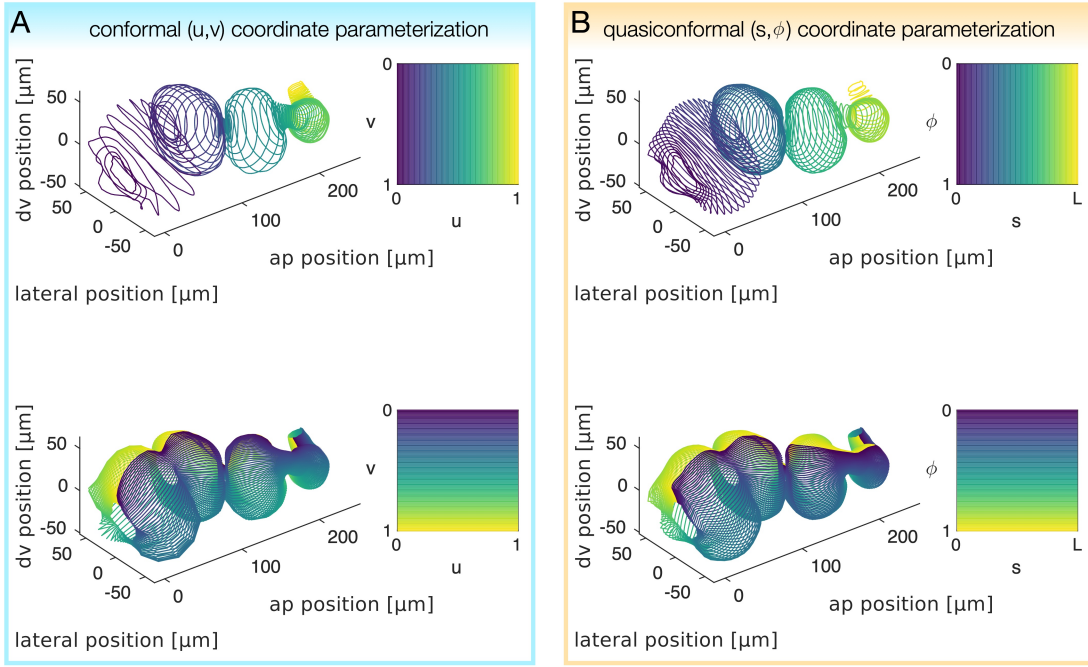 A
conformal (u,v) coordinate parameterization
dv position [µm]
50
0
-50
50
0
-50
0
100
200
ap position [µm]
lateral position [µm]
0
v
1
0
1
u
dv position [µm]
50
0
-50
50
0
-50
0
100
200
ap position [µm]
lateral position [µm]
0
v
1
0
1
u
B
quasiconformal (s,ϕ) coordinate parameterization
dv position [µm]
50
0
-50
50
0
-50
0
100
200
ap position [µm]
lateral position [µm]
0
ϕ
1
0
L
s
dv position [µm]
50
0
-50
50
0
-50
0
100
200
ap position [µm]
lateral position [µm]
0
ϕ
1
0
L
s